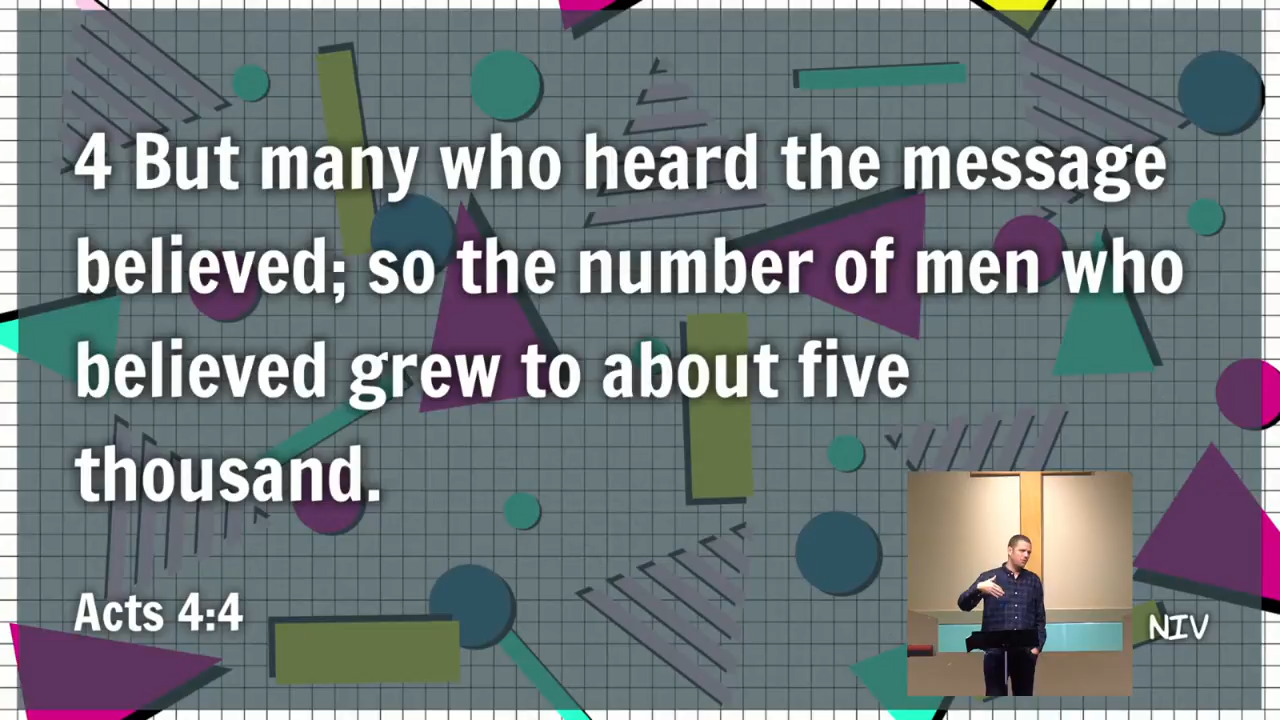 4 But many who heard the message
believed; so the number of men who
believed grew to about five
thousand.
Acts 4:4
NIV